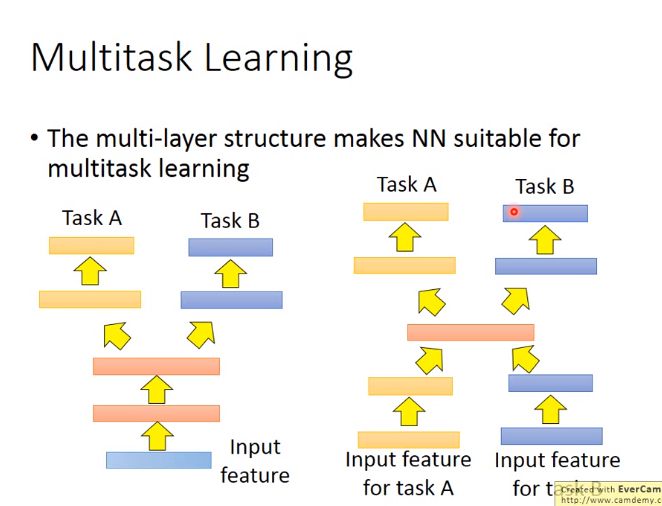 Multitask Learning
• The multi-layer structure makes NN suitable for
multitask learning
Task A
Task B
Input
feature
Task A
Task B
Input feature
for task A
Input feature
for task B
Created with EverCam
http://www.camdemy.c